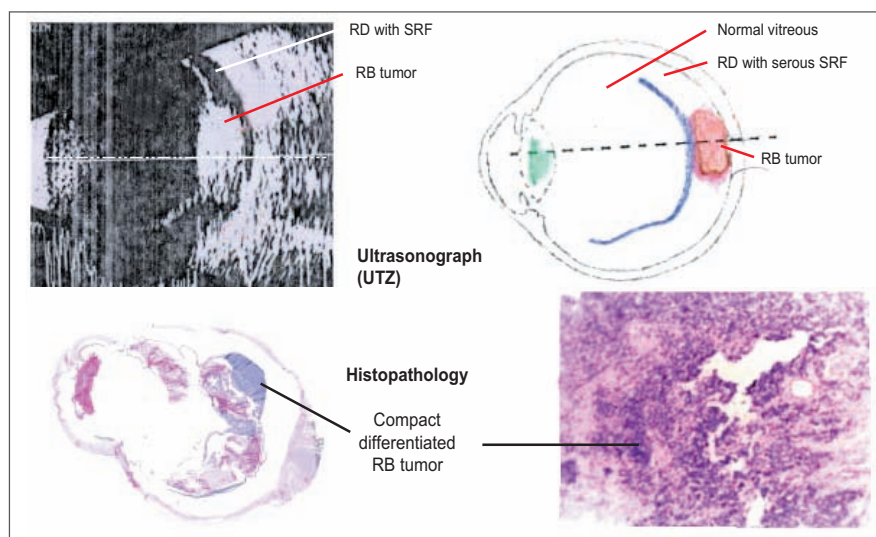 RD with SRF
RB tumor
Normal vitreous
RD with serous SRF
RB tumor
Ultrasonograph
(UTZ)
Histopathology
Compact
differentiated
RB tumor